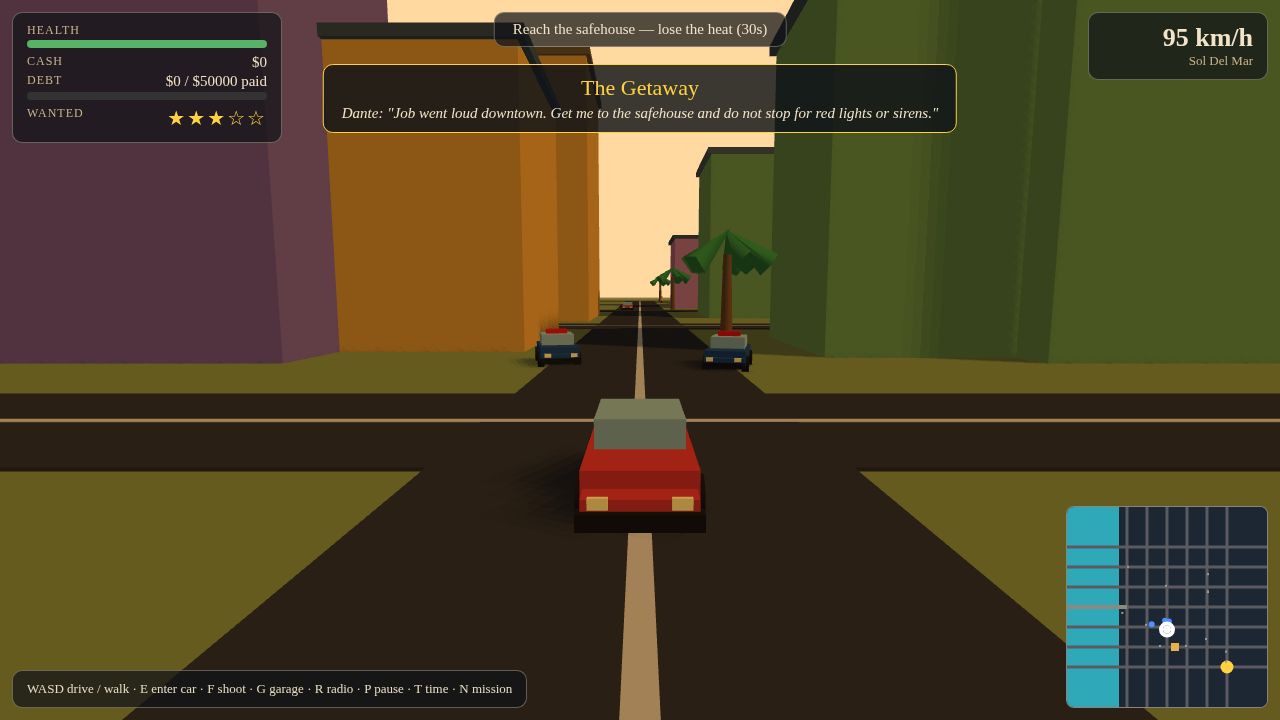 HEALTH
CASH $0
DEBT $0 / $50000 paid
WANTED ★★★☆☆
Reach the safehouse — lose the heat (30s)
The Getaway
Dante: "Job went loud downtown. Get me to the safehouse and do not stop for red lights or sirens."
95 km/h
Sol Del Mar
WASD drive / walk · E enter car · F shoot · G garage · R radio · P pause · T time · N mission